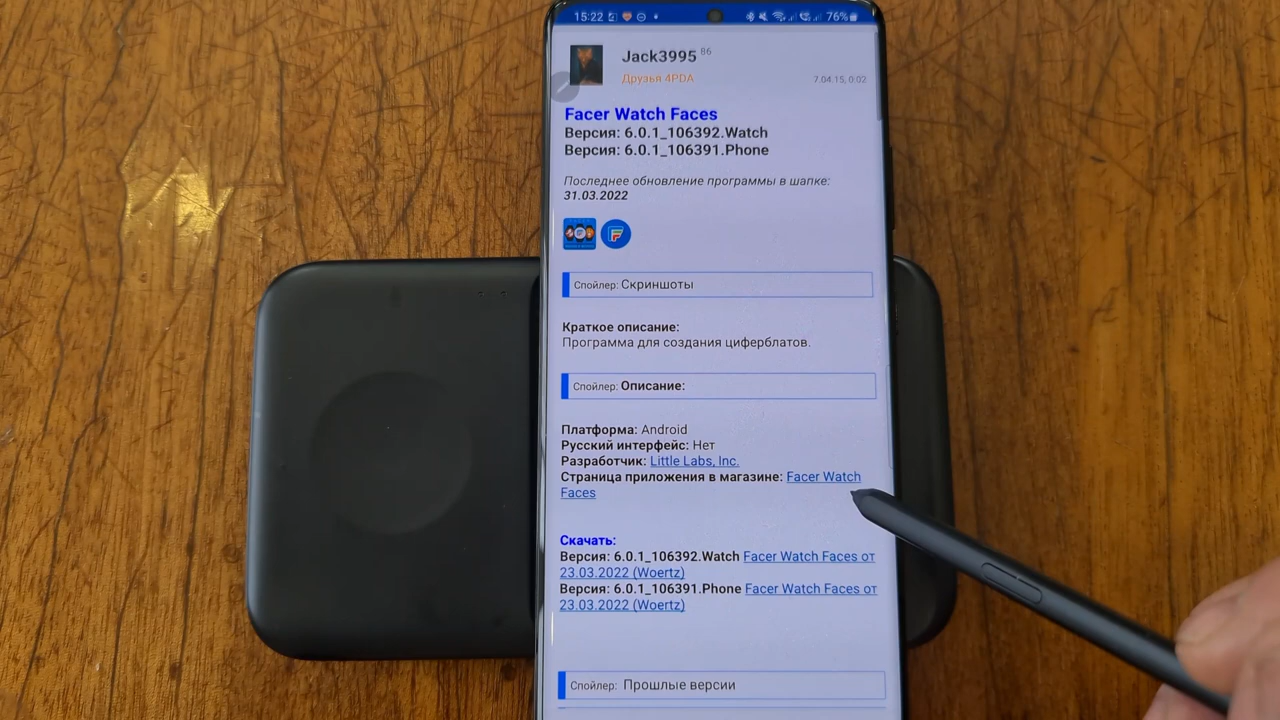 15:22
76%
Jack3995 86
Друзья 4PDA
7.04.15, 0:02
Facer Watch Faces
Версия: 6.0.1_106392.Watch
Версия: 6.0.1_106391.Phone
Последнее обновление программы в шапке:
31.03.2022
Спойлер: Скриншоты
Краткое описание:
Программа для создания циферблатов.
Спойлер: Описание:
Платформа: Android
Русский интерфейс: Нет
Разработчик: Little Labs, Inc.
Страница приложения в магазине: Facer Watch
Faces
Скачать:
Версия: 6.0.1_106392.Watch Facer Watch Faces от
23.03.2022 (Woertz)
Версия: 6.0.1_106391.Phone Facer Watch Faces от
23.03.2022 (Woertz)
Спойлер: Прошлые версии